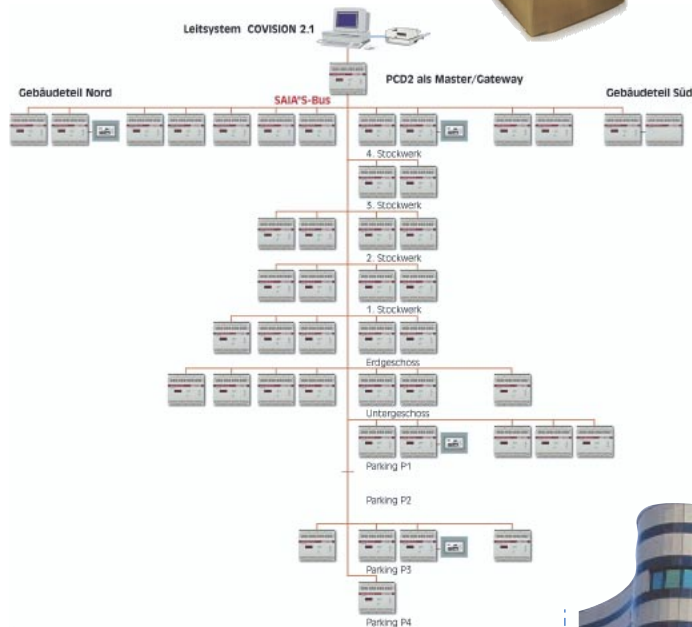 Leitsystem COVISION 2.1
PCD2 als Master/Gateway
Gebäudeteil Nord
SAIA®S-Bus
Gebäudeteil Süd
4. Stockwerk
3. Stockwerk
2. Stockwerk
1. Stockwerk
Erdgeschoss
Untergeschoss
Parking P1
Parking P2
Parking P3
Parking P4